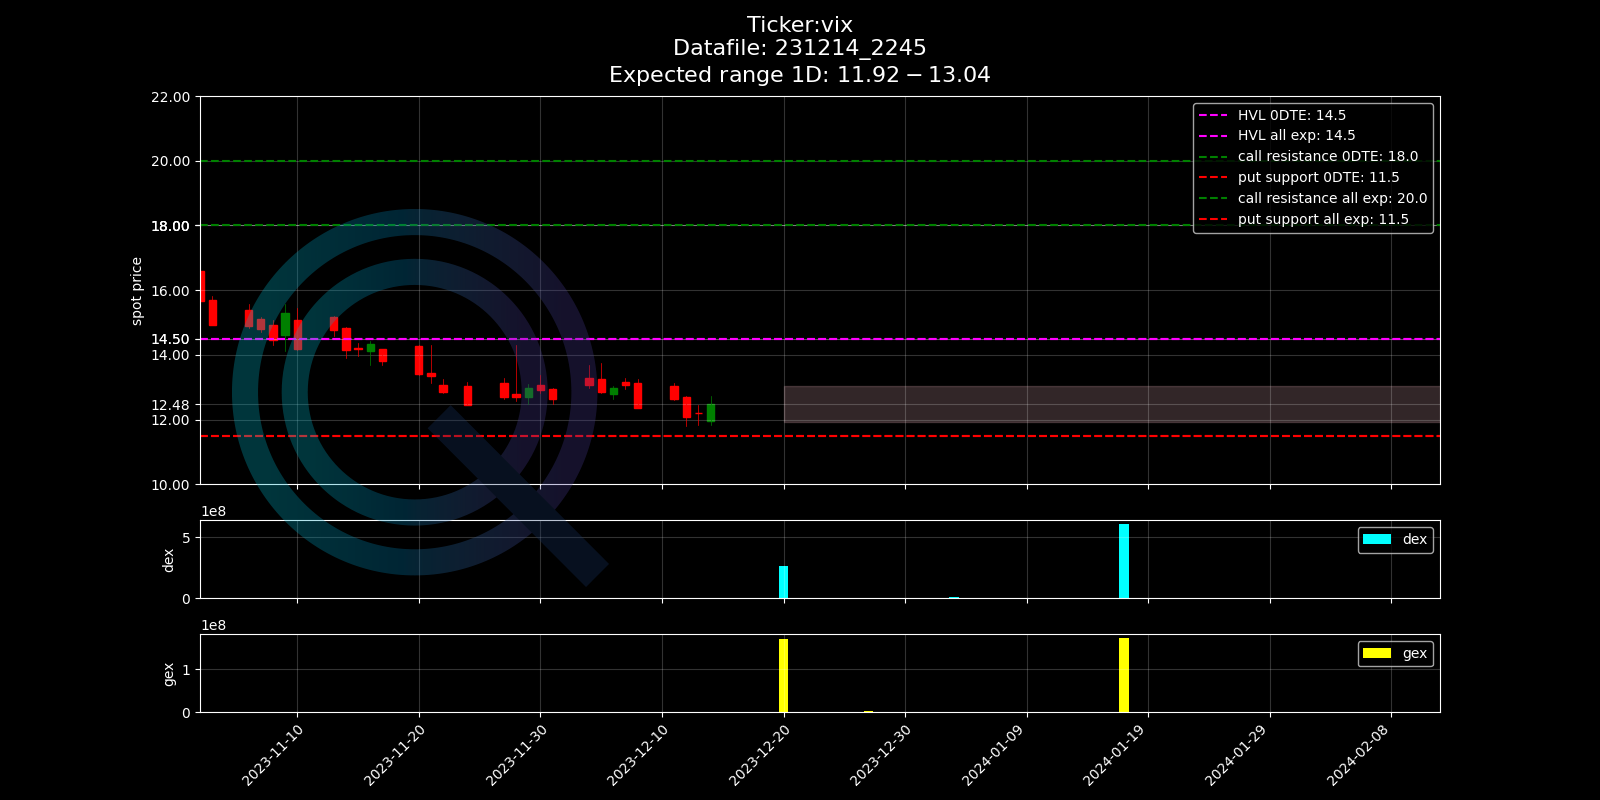 Ticker:vix
Datafile: 231214_2245
Expected range 1D: 11.92 − 13.04
22.00
20.00
18.00
16.00
14.50
14.00
12.48
12.00
10.00
spot price
HVL 0DTE: 14.5
HVL all exp: 14.5
call resistance 0DTE: 18.0
put support 0DTE: 11.5
call resistance all exp: 20.0
put support all exp: 11.5
1e8
5
0
dex
dex
1e8
1
0
gex
gex
2023-11-10
2023-11-20
2023-11-30
2023-12-10
2023-12-20
2023-12-30
2024-01-09
2024-01-19
2024-01-29
2024-02-08